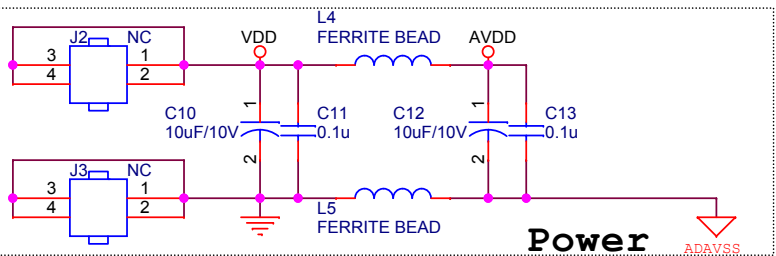 L4
FERRITE BEAD
J2 NC
VDD
AVDD
3 1
4 2
C10
10uF/10V
1
2
C11
0.1u
C12
10uF/10V
1
2
C13
0.1u
J3 NC
3 1
4 2
L5
FERRITE BEAD
Power
ADAVSS